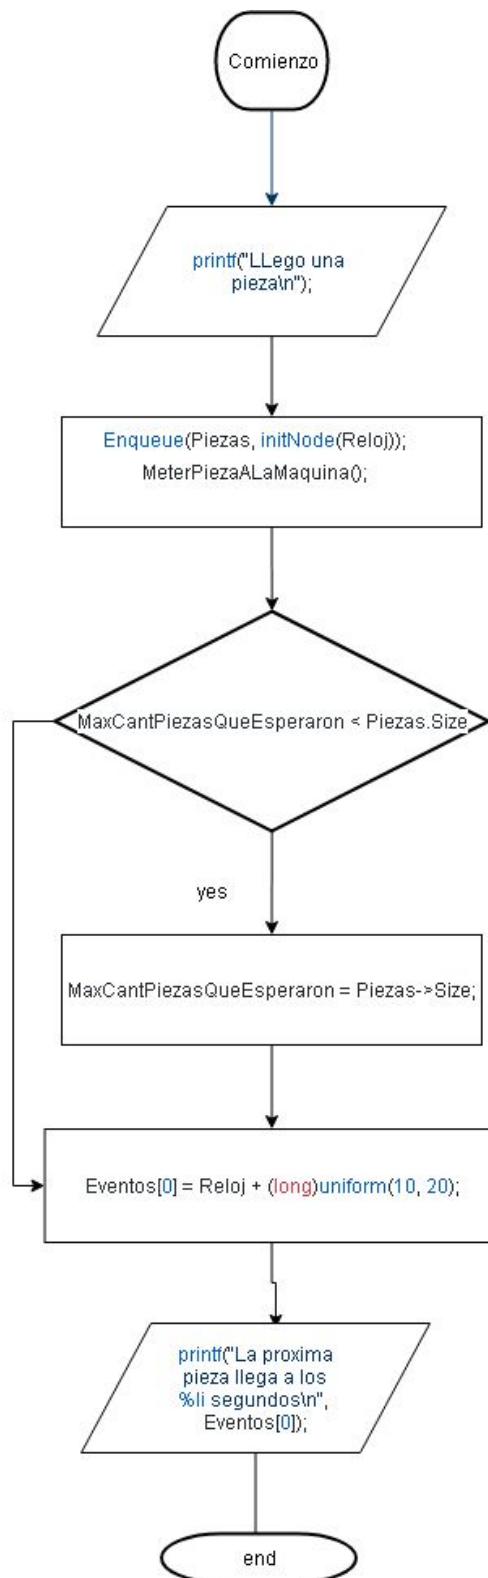 Comienzo
printf("LLego una
pieza\n");
Enqueue(Piezas, initNode(Reloj));
MeterPiezaALaMaquina();
MaxCantPiezasQueEsperaron < Piezas.Size
yes
MaxCantPiezasQueEsperaron = Piezas->Size;
Eventos[0] = Reloj + (long)uniform(10, 20);
printf("La proxima
pieza llega a los
%li segundos\n",
Eventos[0]);
end